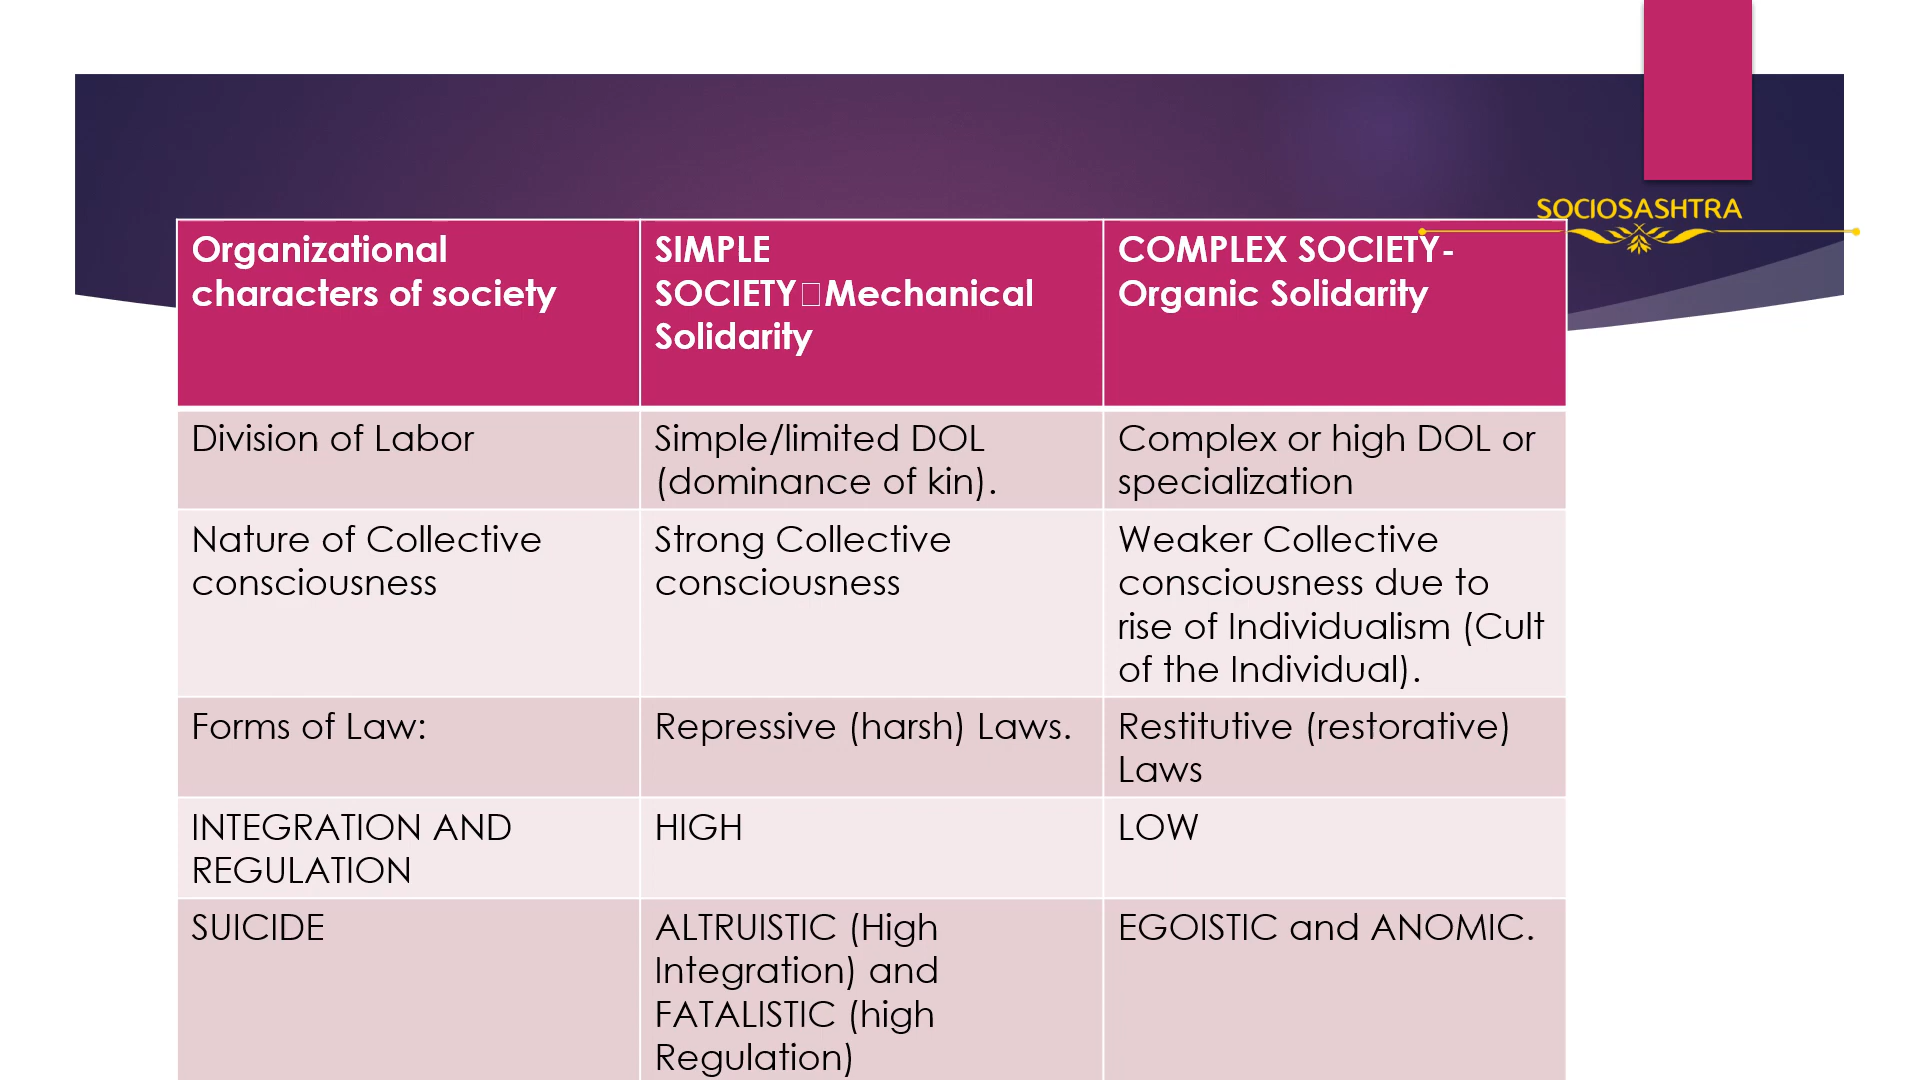 SOCIOSASHTRA
Organizational
characters of society
SIMPLE
SOCIETY□Mechanical
Solidarity
COMPLEX SOCIETY-
Organic Solidarity
Division of Labor
Simple/limited DOL
(dominance of kin).
Complex or high DOL or
specialization
Nature of Collective
consciousness
Strong Collective
consciousness
Weaker Collective
consciousness due to
rise of Individualism (Cult
of the Individual).
Forms of Law:
Repressive (harsh) Laws.
Restitutive (restorative)
Laws
INTEGRATION AND
REGULATION
HIGH
LOW
SUICIDE
ALTRUISTIC (High
Integration) and
FATALISTIC (high
Regulation)
EGOISTIC and ANOMIC.